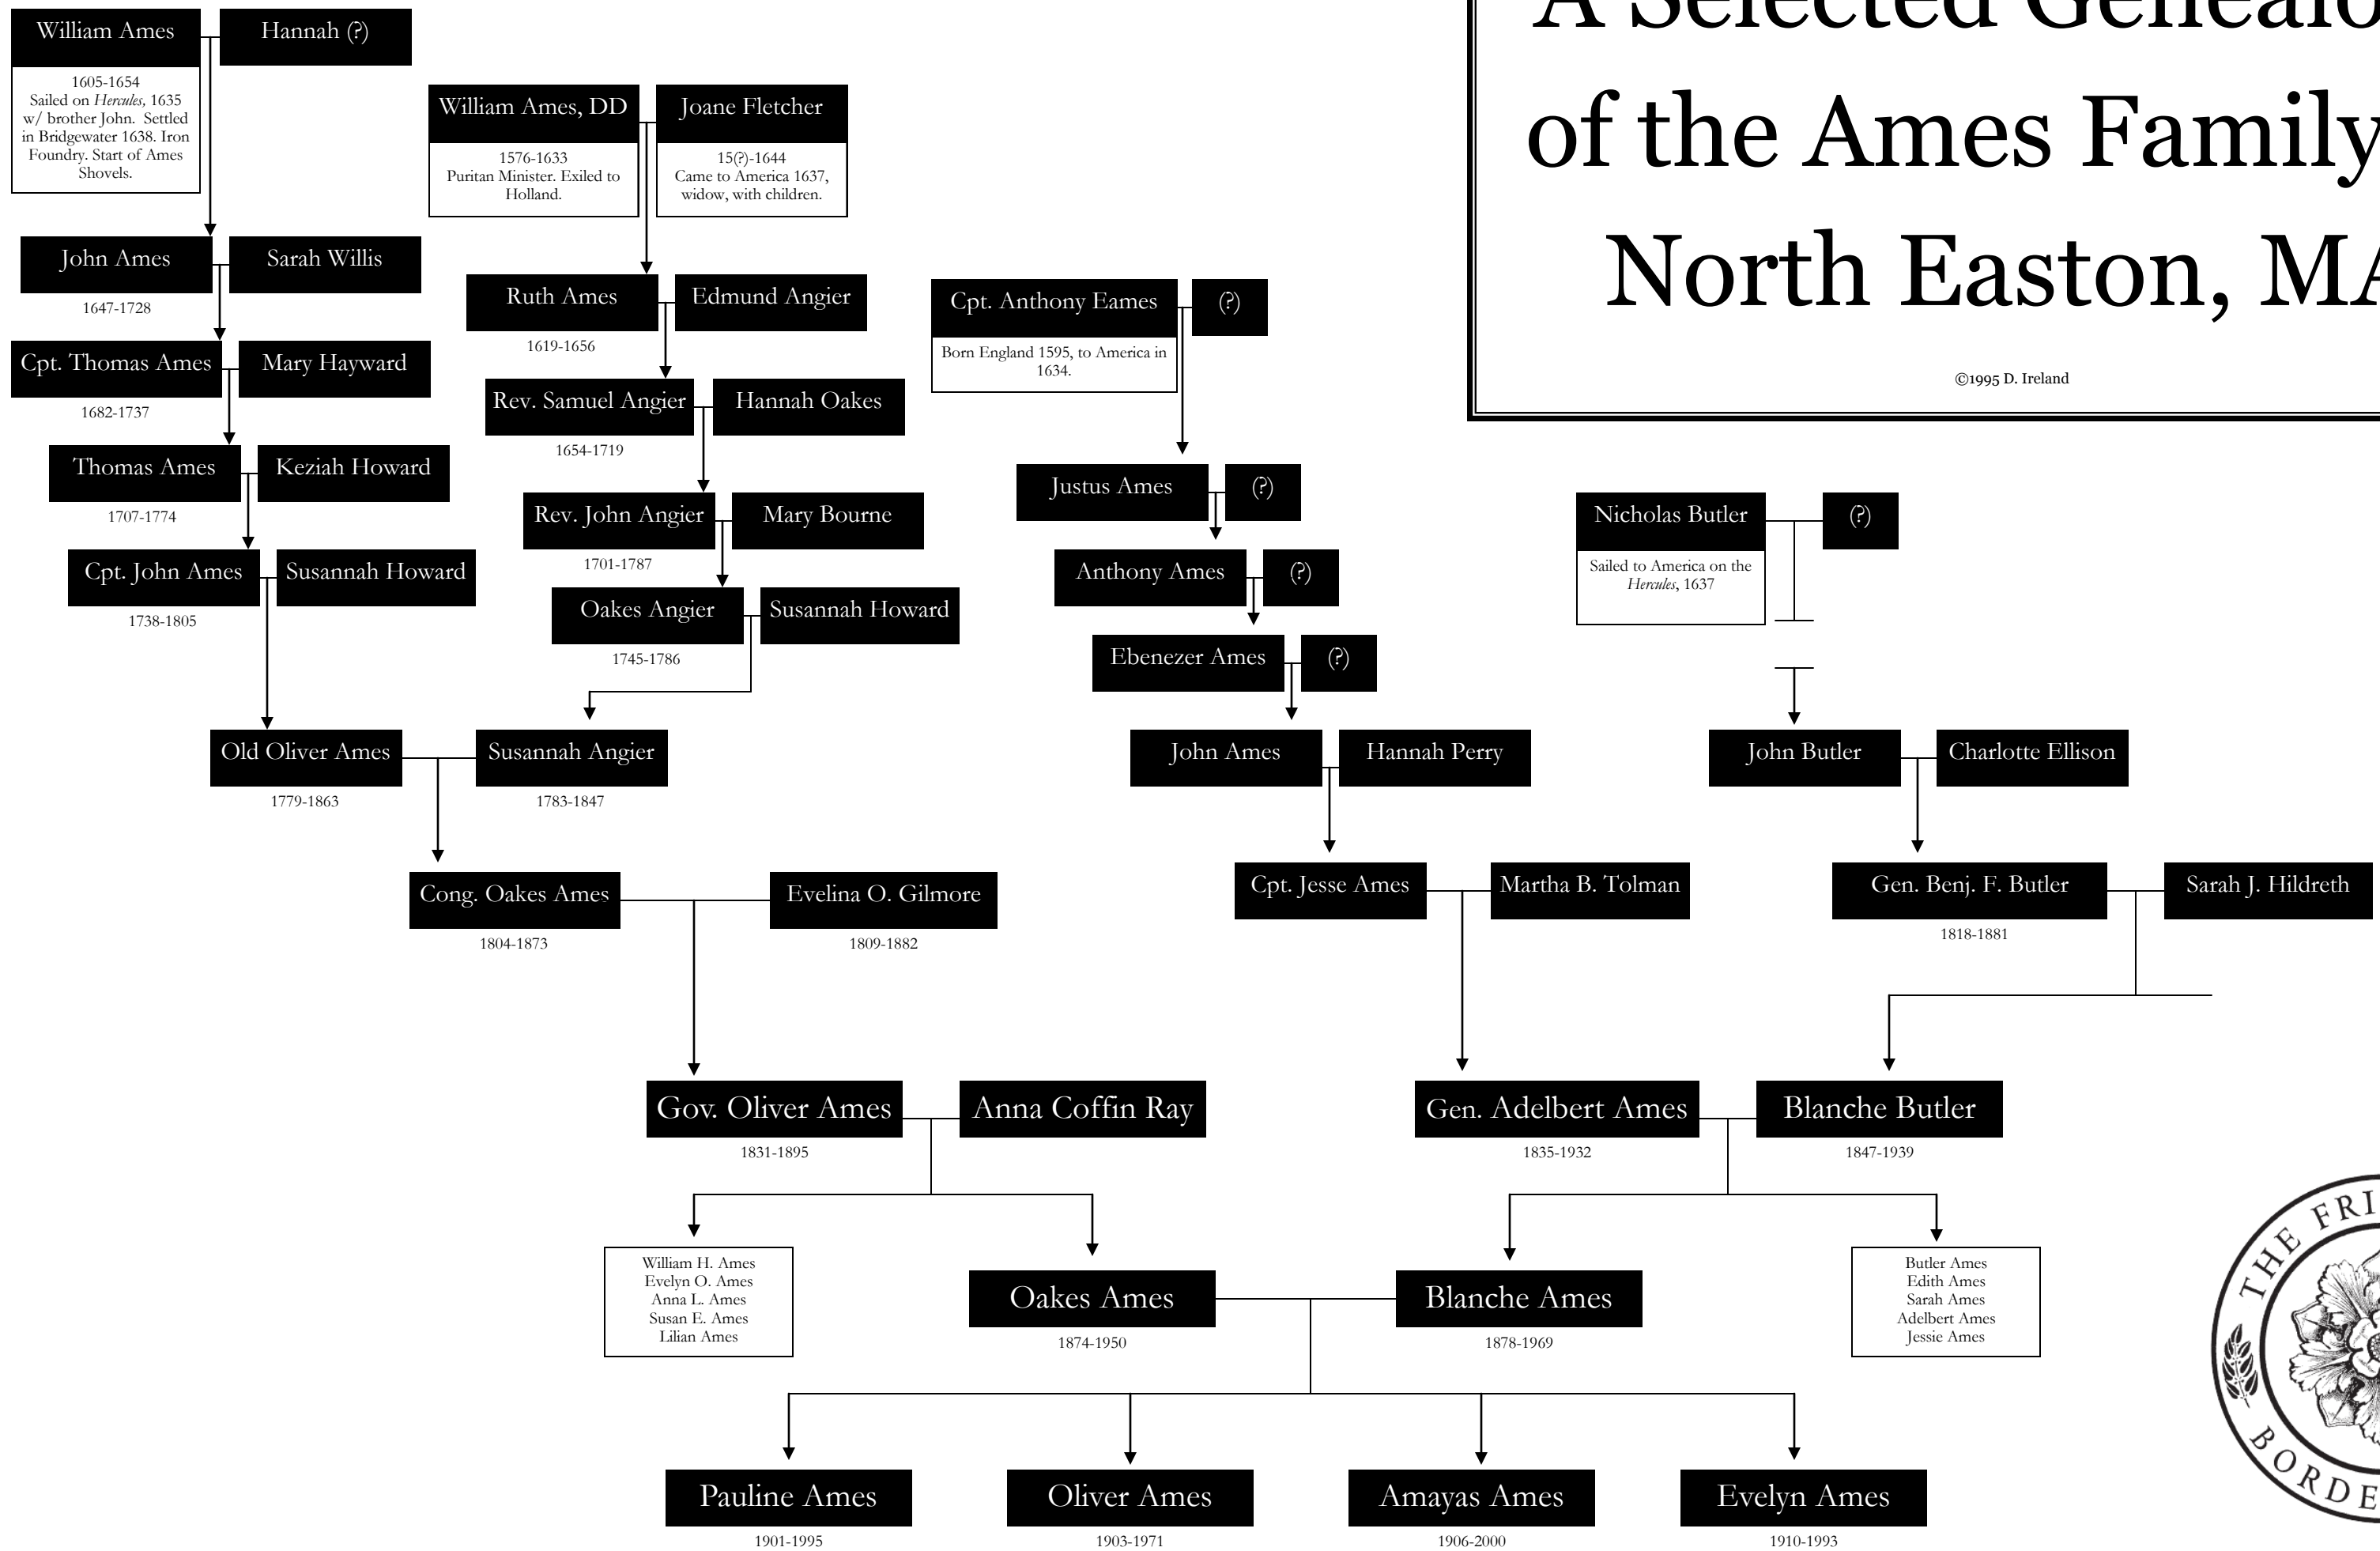 A Selected Genealo
of the Ames Family
North Easton, MA
©1995 D. Ireland
William Ames
Hannah (?)
1605-1654
Sailed on Hercules, 1635
w/ brother John. Settled
in Bridgewater 1638. Iron
Foundry. Start of Ames
Shovels.
William Ames, DD
Joane Fletcher
1576-1633
Puritan Minister. Exiled to
Holland.
15(?)-1644
Came to America 1637,
widow, with children.
John Ames
Sarah Willis
1647-1728
Ruth Ames
Edmund Angier
1619-1656
Cpt. Anthony Eames
(?)
Born England 1595, to America in
1634.
Cpt. Thomas Ames
Mary Hayward
1682-1737
Rev. Samuel Angier
Hannah Oakes
1654-1719
Thomas Ames
Keziah Howard
1707-1774
Justus Ames
(?)
Rev. John Angier
Mary Bourne
1701-1787
Nicholas Butler
(?)
Sailed to America on the
Hercules, 1637
Cpt. John Ames
Susannah Howard
1738-1805
Anthony Ames
(?)
Oakes Angier
Susannah Howard
1745-1786
Ebenezer Ames
(?)
Old Oliver Ames
Susannah Angier
1779-1863
1783-1847
John Ames
Hannah Perry
John Butler
Charlotte Ellison
Cong. Oakes Ames
Evelina O. Gilmore
1804-1873
1809-1882
Cpt. Jesse Ames
Martha B. Tolman
Gen. Benj. F. Butler
Sarah J. Hildreth
1818-1881
Gov. Oliver Ames
Anna Coffin Ray
1831-1895
Gen. Adelbert Ames
Blanche Butler
1835-1932
1847-1939
William H. Ames
Evelyn O. Ames
Anna L. Ames
Susan E. Ames
Lilian Ames
Oakes Ames
Blanche Ames
1874-1950
1878-1969
Butler Ames
Edith Ames
Sarah Ames
Adelbert Ames
Jessie Ames
THE FRI
BORDE
Pauline Ames
Oliver Ames
Amayas Ames
Evelyn Ames
1901-1995
1903-1971
1906-2000
1910-1993